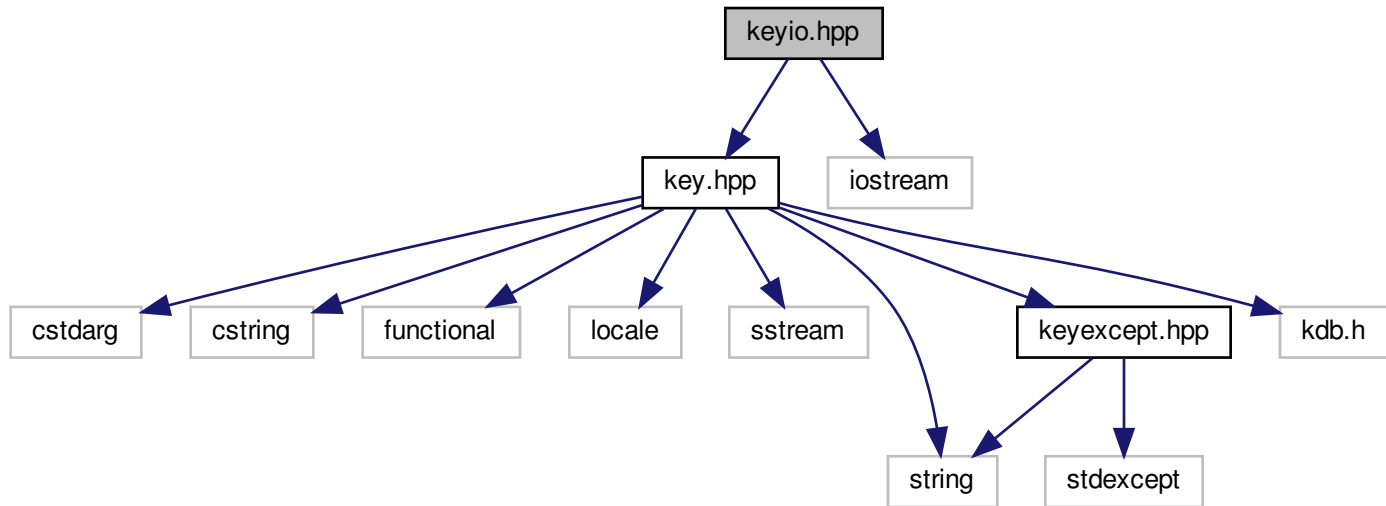 keyio.hpp
key.hpp
iostream
cstdarg
cstring
functional
locale
sstream
keyexcept.hpp
kdb.h
string
stdexcept